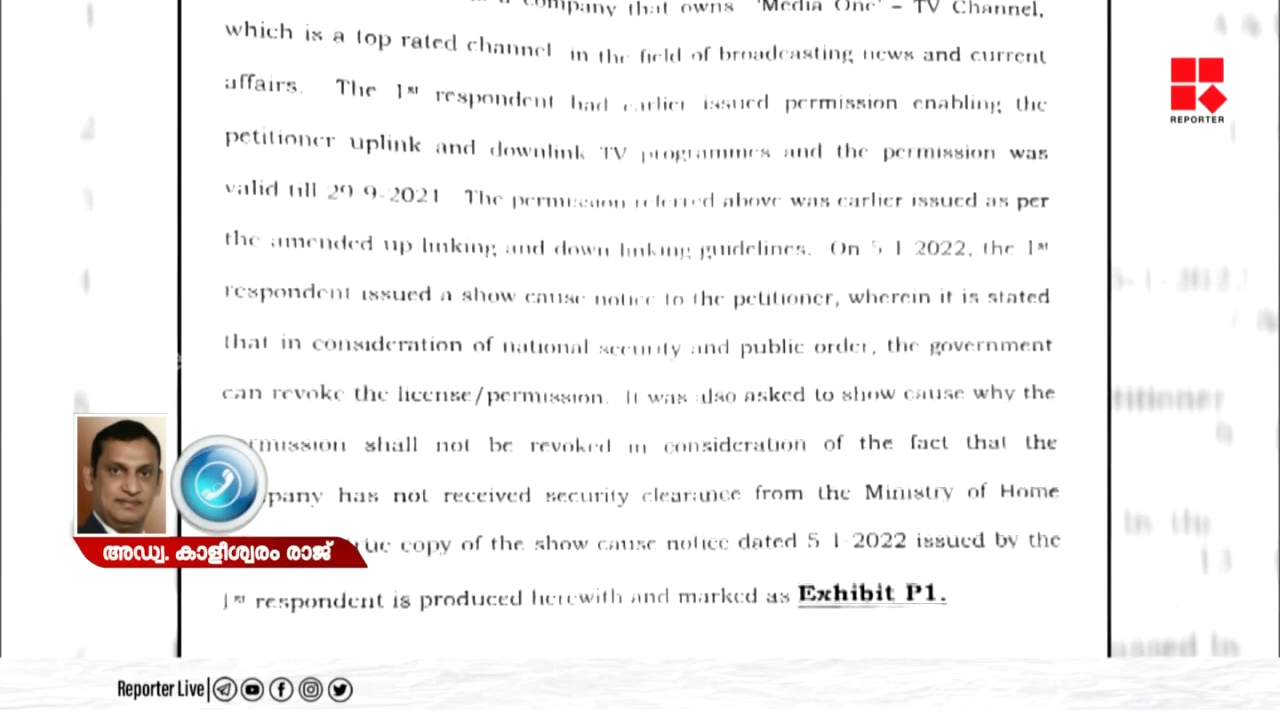 company that owns 'Media One' – TV Channel,
which is a top rated channel in the field of broadcasting news and current
affairs. The 1st respondent had earlier issued permission enabling the
petitioner uplink and downlink TV programmes and the permission was
valid till 29-9-2021 The permission referred above was earlier issued as per
the amended up linking and down linking guidelines. On 5-1-2022, the 1st
respondent issued a show cause notice to the petitioner, wherein it is stated
that in consideration of national security and public order, the government
can revoke the license/permission. It was also asked to show cause why the
rmission shall not be revoked in consideration of the fact that the
pany has not received security clearance from the Ministry of Home
rue copy of the show cause notice dated 5-1-2022 issued by the
1st respondent is produced herewith and marked as Exhibit P1.
REPORTER
അഡ്വ. കാളീശ്വരം രാജ്
Reporter Live